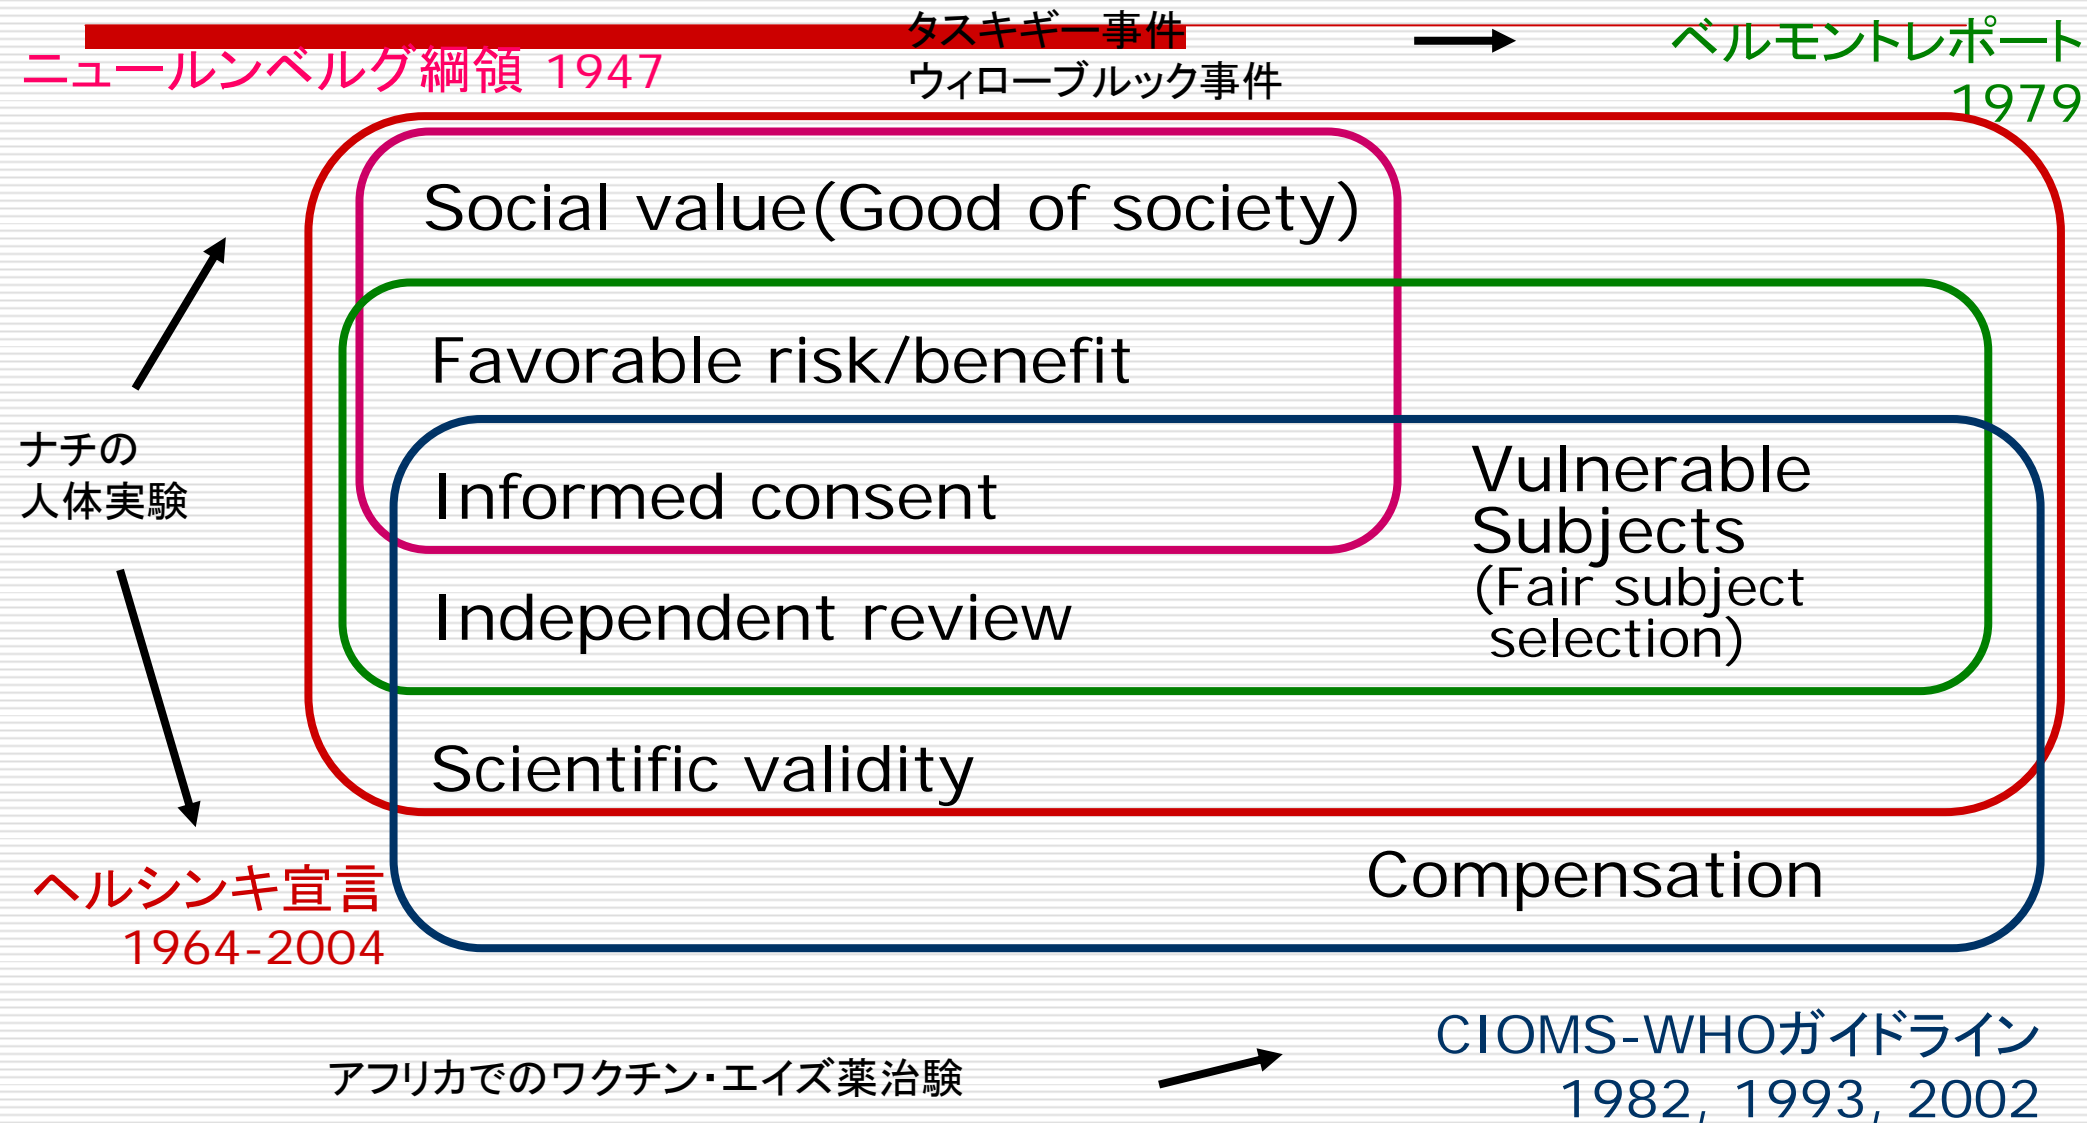 タスキギー事件
ウィローブルック事件
ベルモントレポート
1979
ニュールンベルグ綱領 1947
Social value(Good of society)
Favorable risk/benefit
Informed consent
Independent review
Vulnerable
Subjects
(Fair subject
selection)
Scientific validity
Compensation
ナチの
人体実験
ヘルシンキ宣言
1964-2004
アフリカでのワクチン・エイズ薬治験
CIOMS-WHOガイドライン
1982, 1993, 2002